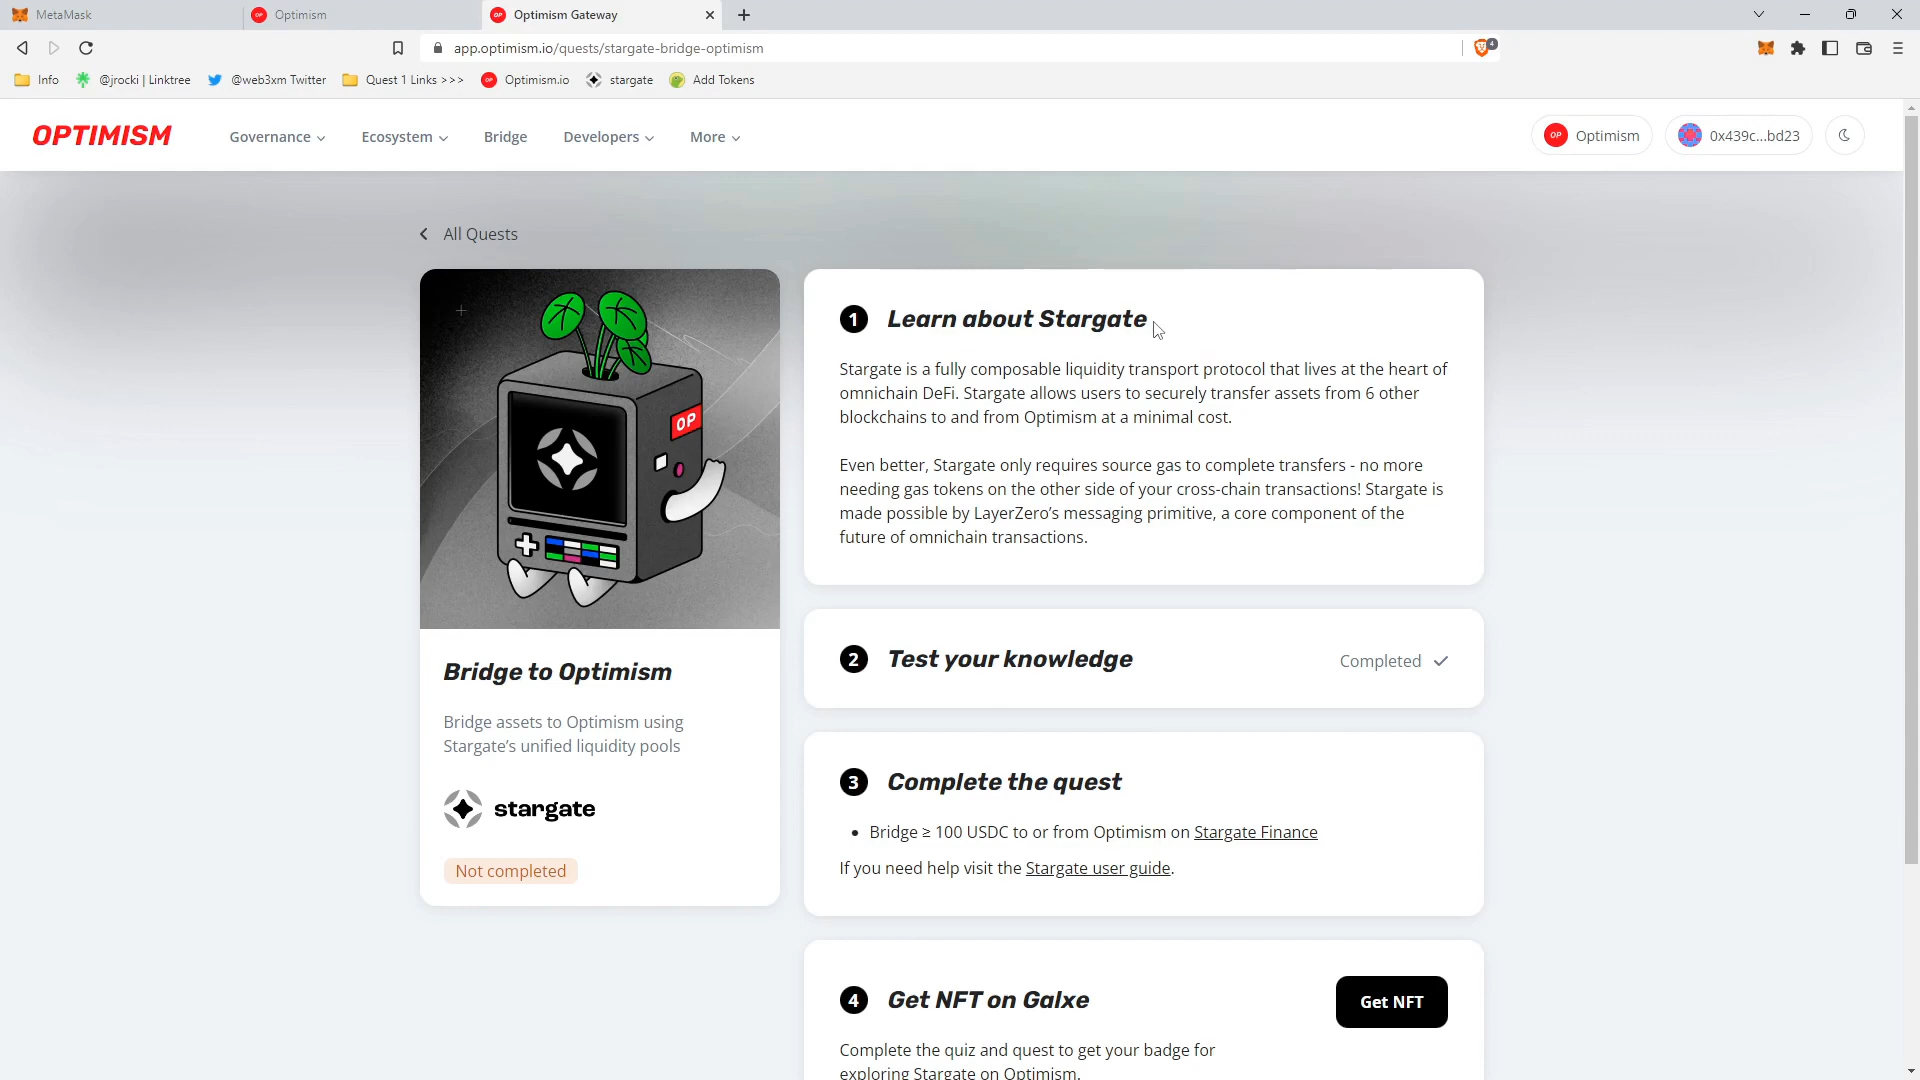 MetaMask
Optimism
Optimism Gateway
app.optimism.io/quests/stargate-bridge-optimism
4
Info
@jrocki | Linktree
@web3xm Twitter
Quest 1 Links >>>
Optimism.io
stargate
Add Tokens
OPTIMISM
Governance
Ecosystem
Bridge
Developers
More
OP
Optimism
0x439c...bd23
All Quests
OP
Bridge to Optimism
Bridge assets to Optimism using
Stargate’s unified liquidity pools
stargate
Not completed
1 Learn about Stargate
Stargate is a fully composable liquidity transport protocol that lives at the heart of
omnichain DeFi. Stargate allows users to securely transfer assets from 6 other
blockchains to and from Optimism at a minimal cost.
Even better, Stargate only requires source gas to complete transfers - no more
needing gas tokens on the other side of your cross-chain transactions! Stargate is
made possible by LayerZero’s messaging primitive, a core component of the
future of omnichain transactions.
2 Test your knowledge
Completed
3 Complete the quest
• Bridge ≥ 100 USDC to or from Optimism on Stargate Finance
If you need help visit the Stargate user guide.
4 Get NFT on Galxe
Get NFT
Complete the quiz and quest to get your badge for
exploring Stargate on Optimism.